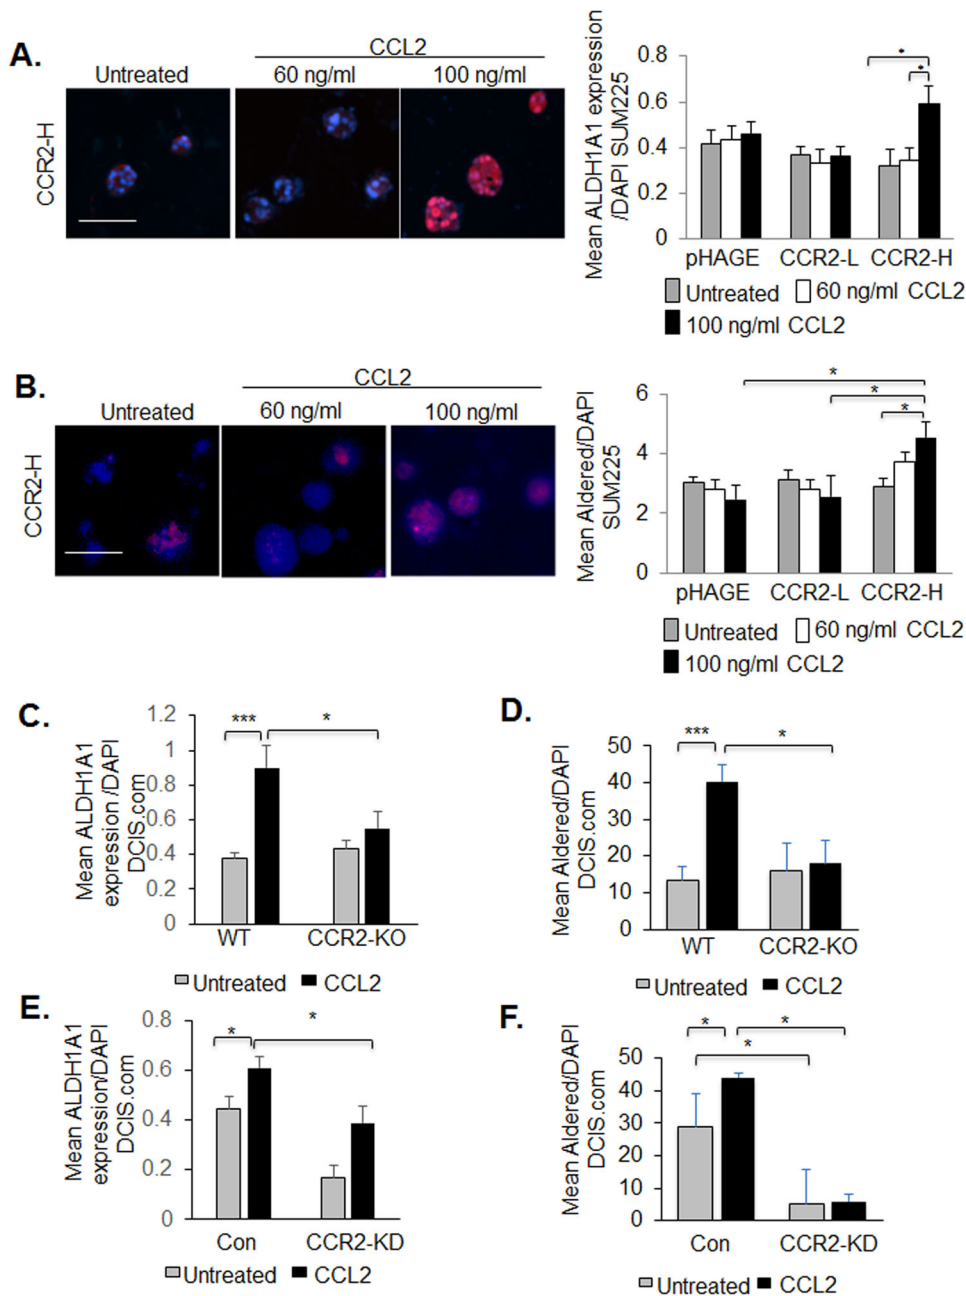 A.
CCL2
Untreated
60 ng/ml
100 ng/ml
CCR2-H
Mean ALDH1A1 expression
/DAPI SUM225
0.8
0.6
0.4
0.2
0
*
*
pHAGE
CCR2-L
CCR2-H
Untreated
60 ng/ml CCL2
100 ng/ml CCL2
B.
CCL2
Untreated
60 ng/ml
100 ng/ml
CCR2-H
Mean Aldered/DAPI
SUM225
6
4
2
0
*
*
*
pHAGE
CCR2-L
CCR2-H
Untreated
60 ng/ml CCL2
100 ng/ml CCL2
C.
Mean ALDH1A1
expression /DAPI
DCIS.com
1.2
1
0.8
0.6
0.4
0.2
0
***
*
WT
CCR2-KO
Untreated
CCL2
D.
Mean Aldered/DAPI
DCIS.com
50
40
30
20
10
0
***
*
WT
CCR2-KO
Untreated
CCL2
E.
Mean ALDH1A1
expression/DAPI
DCIS.com
0.8
0.6
0.4
0.2
0
*
*
Con
CCR2-KD
Untreated
CCL2
F.
Mean Aldered/DAPI
DCIS.com
50
40
30
20
10
0
*
*
*
Con
CCR2-KD
Untreated
CCL2